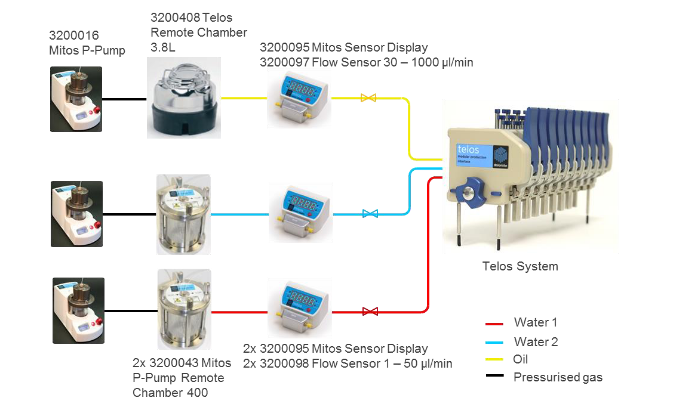 3200016
Mitos P-Pump
3200408 Telos
Remote Chamber
3.8L
3200095 Mitos Sensor Display
3200097 Flow Sensor 30 – 1000 µl/min
telos
Telos System
2x 3200043 Mitos
P-Pump Remote
Chamber 400
2x 3200095 Mitos Sensor Display
2x 3200098 Flow Sensor 1 – 50 µl/min
Water 1
Water 2
Oil
Pressurised gas